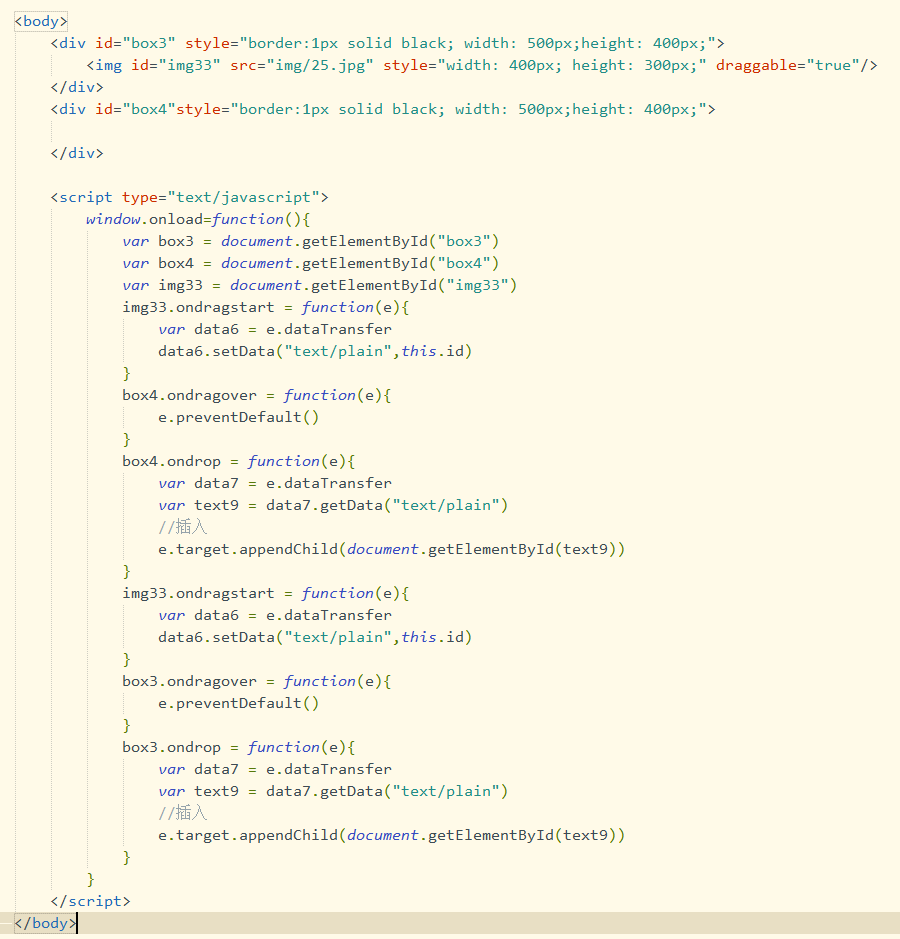 <body>
    <div id="box3" style="border:1px solid black; width: 500px;height: 400px;">
        <img id="img33" src="img/25.jpg" style="width: 400px; height: 300px;" draggable="true"/>
    </div>
    <div id="box4"style="border:1px solid black; width: 500px;height: 400px;">
    </div>
    <script type="text/javascript">
        window.onload=function(){
            var box3 = document.getElementById("box3")
            var box4 = document.getElementById("box4")
            var img33 = document.getElementById("img33")
            img33.ondragstart = function(e){
                var data6 = e.dataTransfer
                data6.setData("text/plain",this.id)
            }
            box4.ondragover = function(e){
                e.preventDefault()
            }
            box4.ondrop = function(e){
                var data7 = e.dataTransfer
                var text9 = data7.getData("text/plain")
                //插入
                e.target.appendChild(document.getElementById(text9))
            }
            img33.ondragstart = function(e){
                var data6 = e.dataTransfer
                data6.setData("text/plain",this.id)
            }
            box3.ondragover = function(e){
                e.preventDefault()
            }
            box3.ondrop = function(e){
                var data7 = e.dataTransfer
                var text9 = data7.getData("text/plain")
                //插入
                e.target.appendChild(document.getElementById(text9))
            }
        }
    </script>
</body>